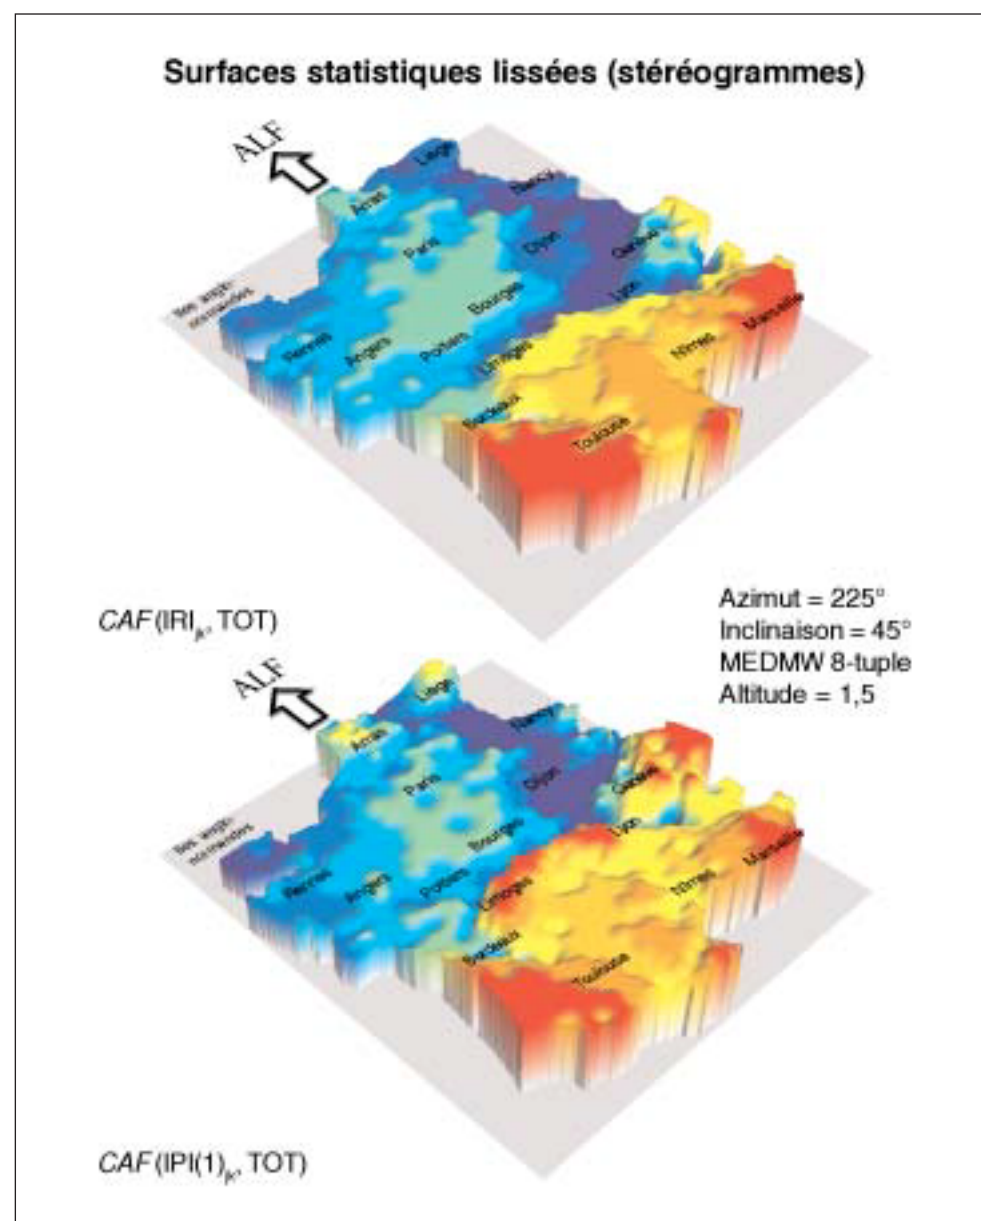 Surfaces statistiques lissées (stéréogrammes)
ALF
Liège
Nancy
Arras
Paris
Dijon
Genève
Iles anglo-
normandes
Bourges
Lyon
Rennes
Angers
Poitiers
Limoges
Nîmes
Marseille
Bordeaux
Toulouse
CAF(IRI_jk, TOT)
Azimut = 225°
Inclinaison = 45°
MEDMW 8-tuple
Altitude = 1,5
ALF
Liège
Nancy
Arras
Paris
Dijon
Genève
Iles anglo-
normandes
Bourges
Lyon
Rennes
Angers
Poitiers
Limoges
Nîmes
Marseille
Bordeaux
Toulouse
CAF(IPI(1)_jk, TOT)